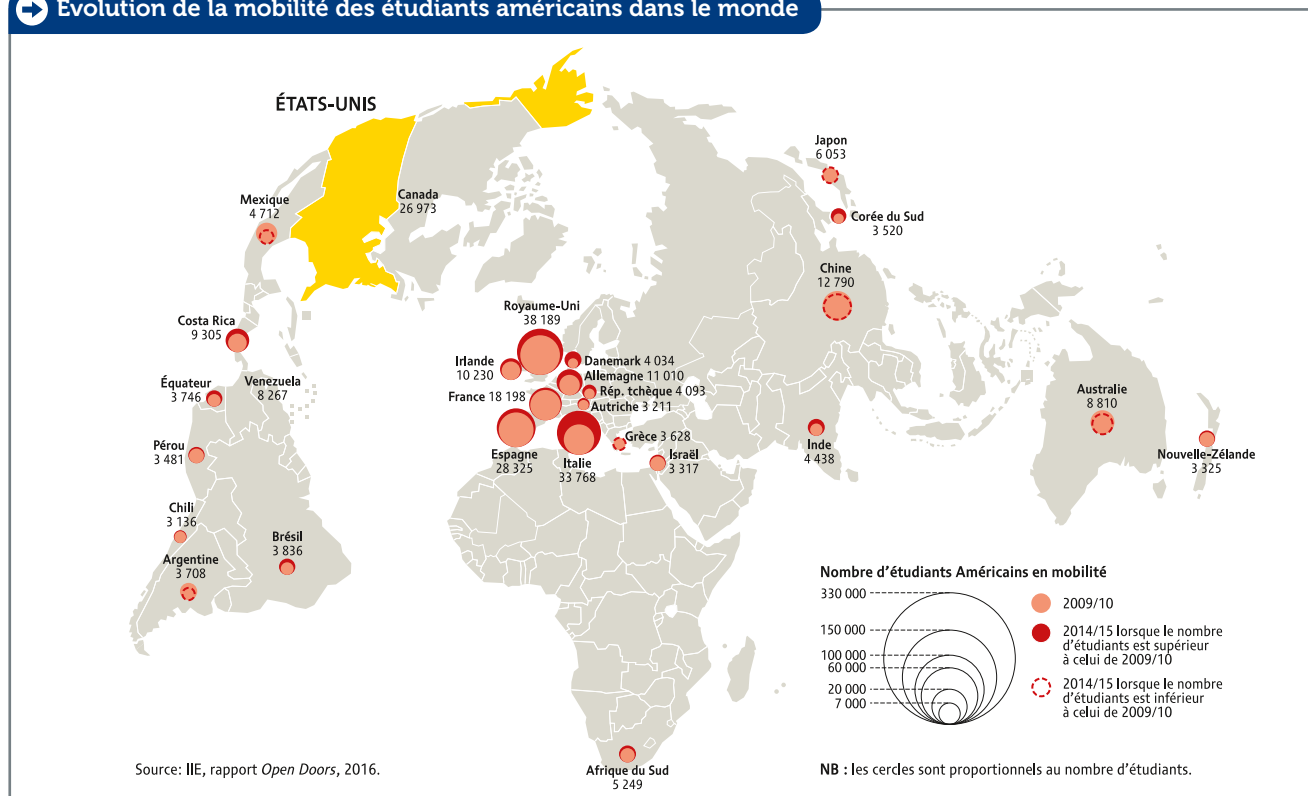 Évolution de la mobilité des étudiants américains dans le monde
ÉTATS-UNIS
Mexique
4 712
Canada
26 973
Japon
6 053
Corée du Sud
3 520
Chine
12 790
Costa Rica
9 305
Équateur
3 746
Venezuela
8 267
Pérou
3 481
Chili
3 136
Argentine
3 708
Brésil
3 836
Royaume-Uni
38 189
Irlande
10 230
Danemark 4 034
Allemagne 11 010
Rép. tchèque 4 093
France 18 198
Autriche 3 211
Espagne
28 325
Italie
33 768
Grèce 3 628
Israël
3 317
Inde
4 438
Australie
8 810
Nouvelle-Zélande
3 325
Afrique du Sud
5 249
Nombre d'étudiants Américains en mobilité
330 000
150 000
100 000
60 000
20 000
7 000
2009/10
2014/15 lorsque le nombre
d'étudiants est supérieur
à celui de 2009/10
2014/15 lorsque le nombre
d'étudiants est inférieur
à celui de 2009/10
Source: IIE, rapport Open Doors, 2016.
NB : les cercles sont proportionnels au nombre d'étudiants.